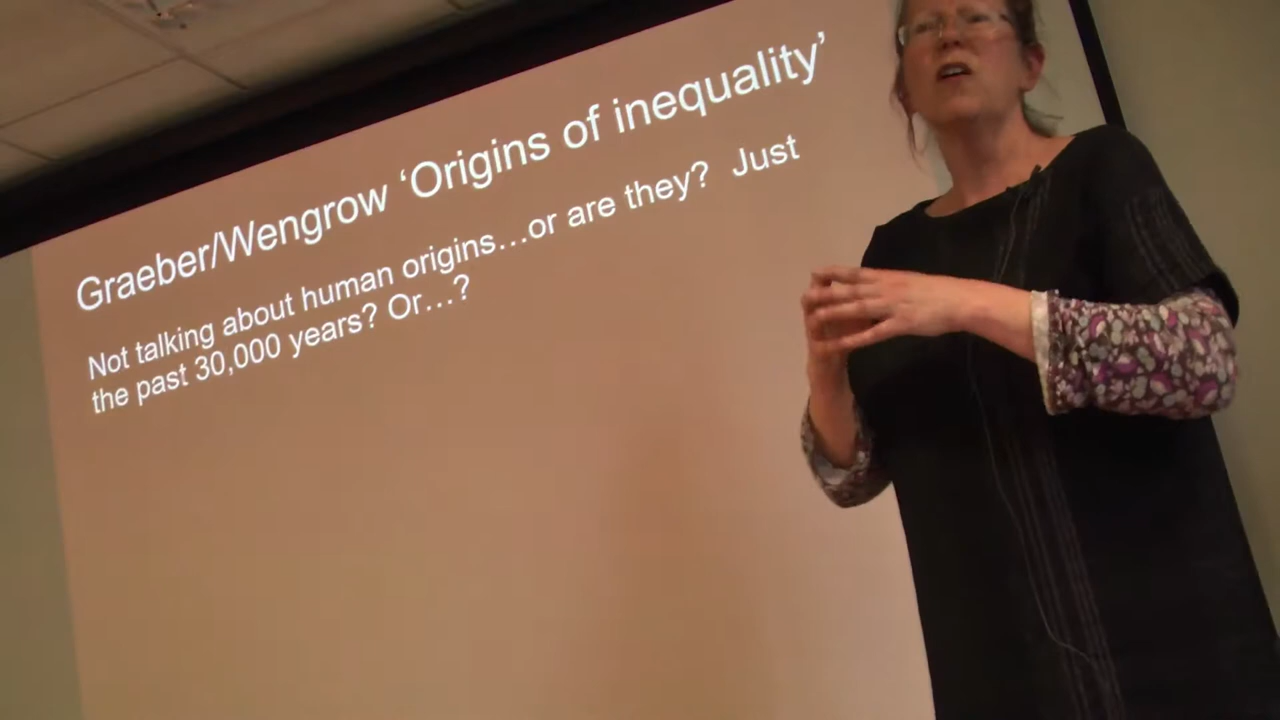 Graeber/Wengrow ‘Origins of inequality’
Not talking about human origins…or are they?  Just
the past 30,000 years? Or…?